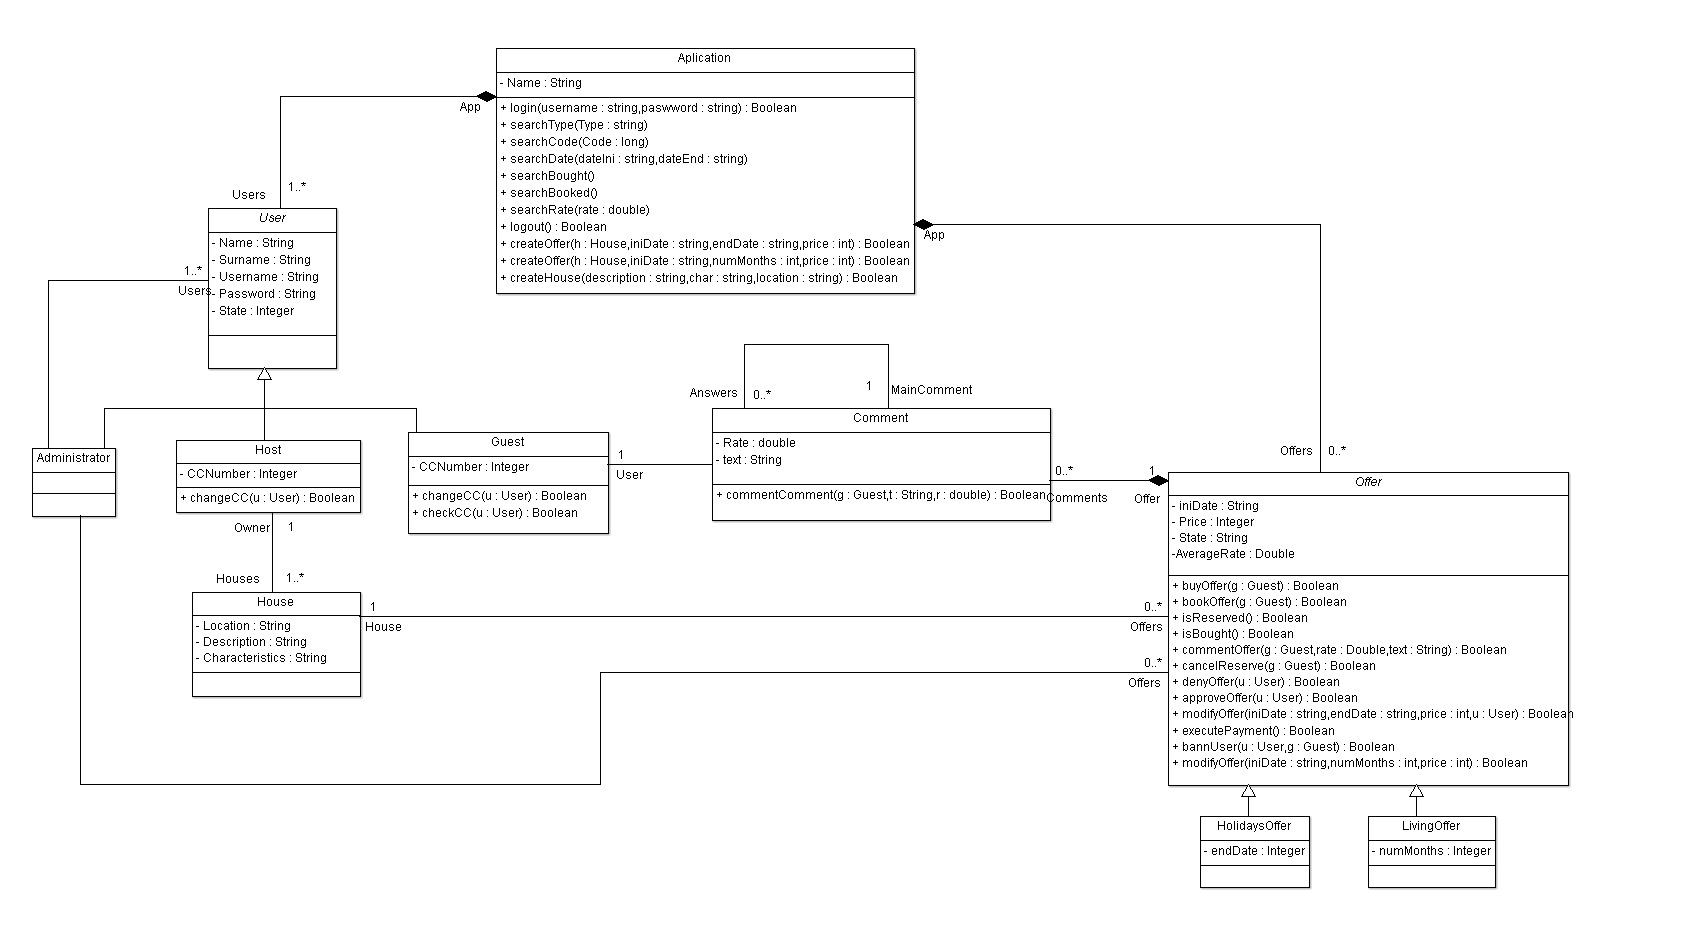 Aplication
- Name : String
+ login(username : string,paswword : string) : Boolean
+ searchType(Type : string)
+ searchCode(Code : long)
+ searchDate(dateIni : string,dateEnd : string)
+ searchBought()
+ searchBooked()
+ searchRate(rate : double)
+ logout() : Boolean
+ createOffer(h : House,iniDate : string,endDate : string,price : int) : Boolean
+ createOffer(h : House,iniDate : string,numMonths : int,price : int) : Boolean
+ createHouse(description : string,char : string,location : string) : Boolean
App
App
Users
1..*
User
- Name : String
- Surname : String
- Username : String
- Password : String
- State : Integer
1..*
Users
Administrator
Host
- CCNumber : Integer
+ changeCC(u : User) : Boolean
Guest
- CCNumber : Integer
+ changeCC(u : User) : Boolean
+ checkCC(u : User) : Boolean
1
User
Answers
0..*
1
MainComment
Comment
- Rate : double
- text : String
+ commentComment(g : Guest,t : String,r : double) : Boolean
0..*
Comments
1
Offer
Offers
0..*
Offer
- iniDate : String
- Price : Integer
- State : String
-AverageRate : Double
+ buyOffer(g : Guest) : Boolean
+ bookOffer(g : Guest) : Boolean
+ isReserved() : Boolean
+ isBought() : Boolean
+ commentOffer(g : Guest,rate : Double,text : String) : Boolean
+ cancelReserve(g : Guest) : Boolean
+ denyOffer(u : User) : Boolean
+ approveOffer(u : User) : Boolean
+ modifyOffer(iniDate : string,endDate : string,price : int,u : User) : Boolean
+ executePayment() : Boolean
+ bannUser(u : User,g : Guest) : Boolean
+ modifyOffer(iniDate : string,numMonths : int,price : int) : Boolean
Owner
1
Houses
1..*
House
- Location : String
- Description : String
- Characteristics : String
1
House
0..*
Offers
0..*
Offers
HolidaysOffer
- endDate : Integer
LivingOffer
- numMonths : Integer